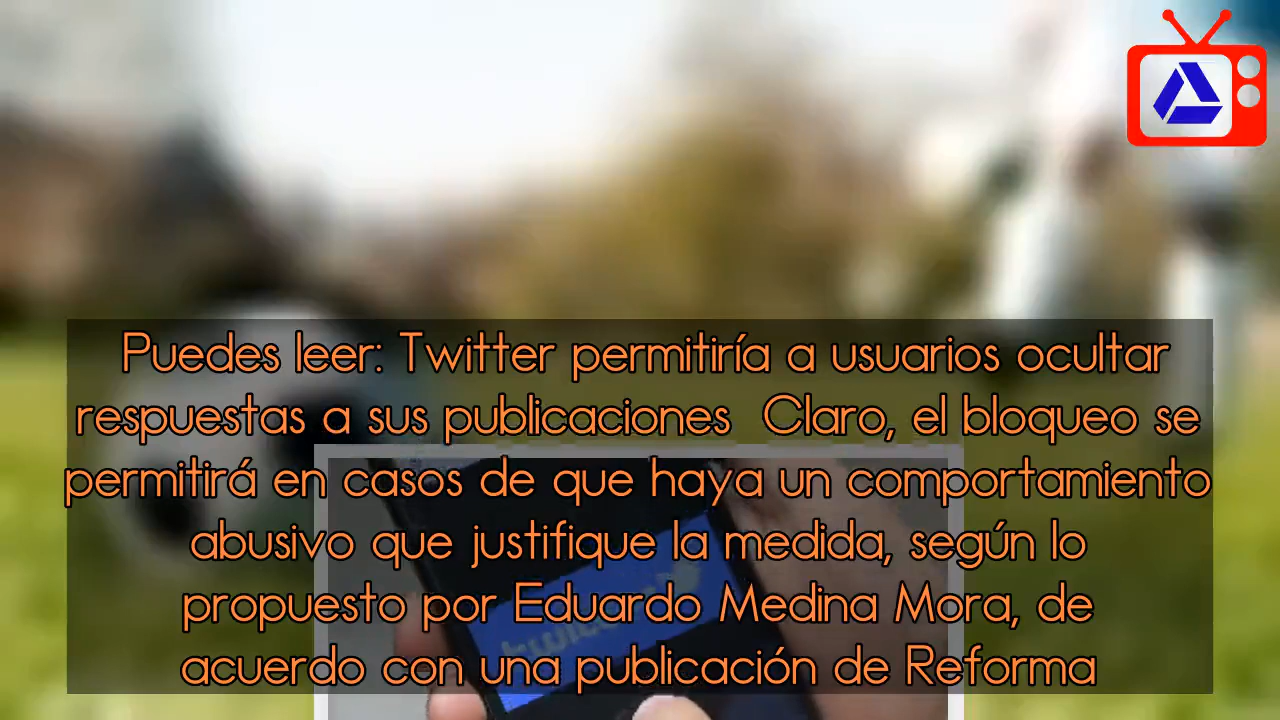 Puedes leer: Twitter permitiría a usuarios ocultar
respuestas a sus publicaciones Claro, el bloqueo se
permitirá en casos de que haya un comportamiento
abusivo que justifique la medida, según lo
propuesto por Eduardo Medina Mora, de
acuerdo con una publicación de Reforma
twitter